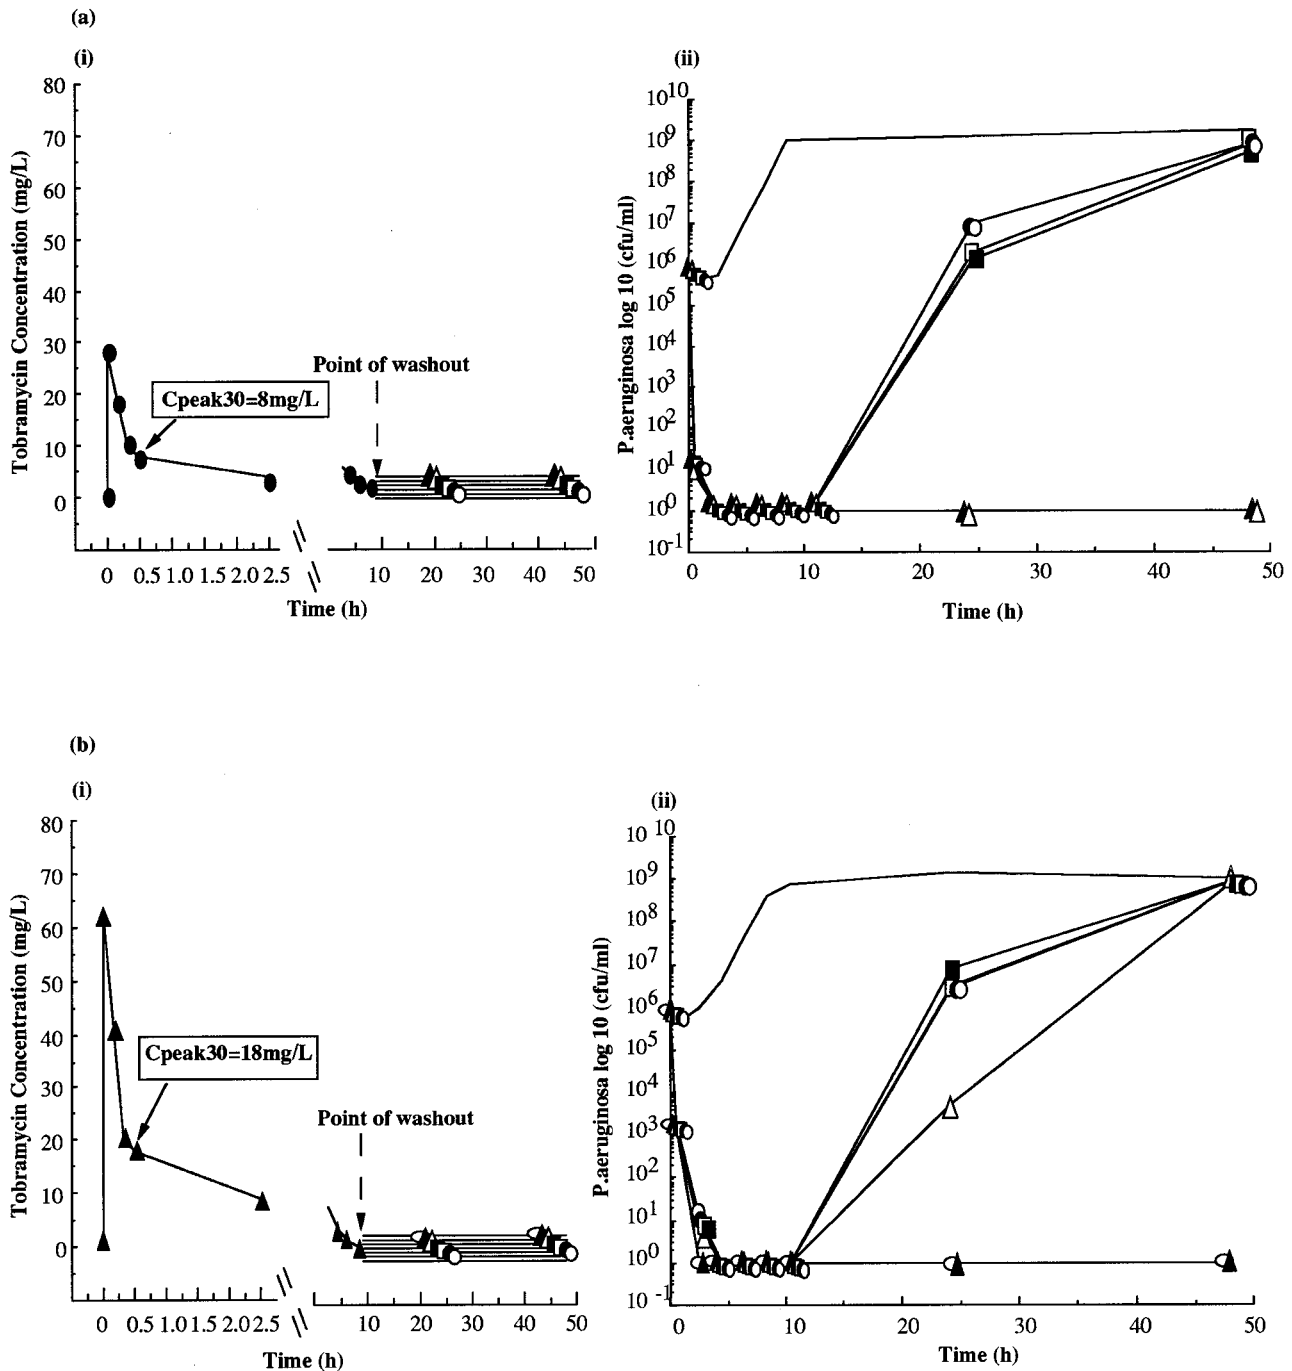 (a)
(i)
80
70
60
50
40
30
20
10
0
Tobramycin Concentration (mg/L)
Cpeak30=8mg/L
Point of washout
0 0.5 1.0 1.5 2.0 2.5 10 20 30 40 50
Time (h)
(ii)
10^10
10^9
10^8
10^7
10^6
10^5
10^4
10^3
10^2
10^1
10^0
10^-1
P.aeruginosa log 10 (cfu/ml)
0 10 20 30 40 50
Time (h)
(b)
(i)
80
70
60
50
40
30
20
10
0
Tobramycin Concentration (mg/L)
Cpeak30=18mg/L
Point of washout
0 0.5 1.0 1.5 2.0 2.5 10 20 30 40 50
Time (h)
(ii)
10^10
10^9
10^8
10^7
10^6
10^5
10^4
10^3
10^2
10^1
10^0
10^-1
P.aeruginosa log 10 (cfu/ml)
0 10 20 30 40 50
Time (h)